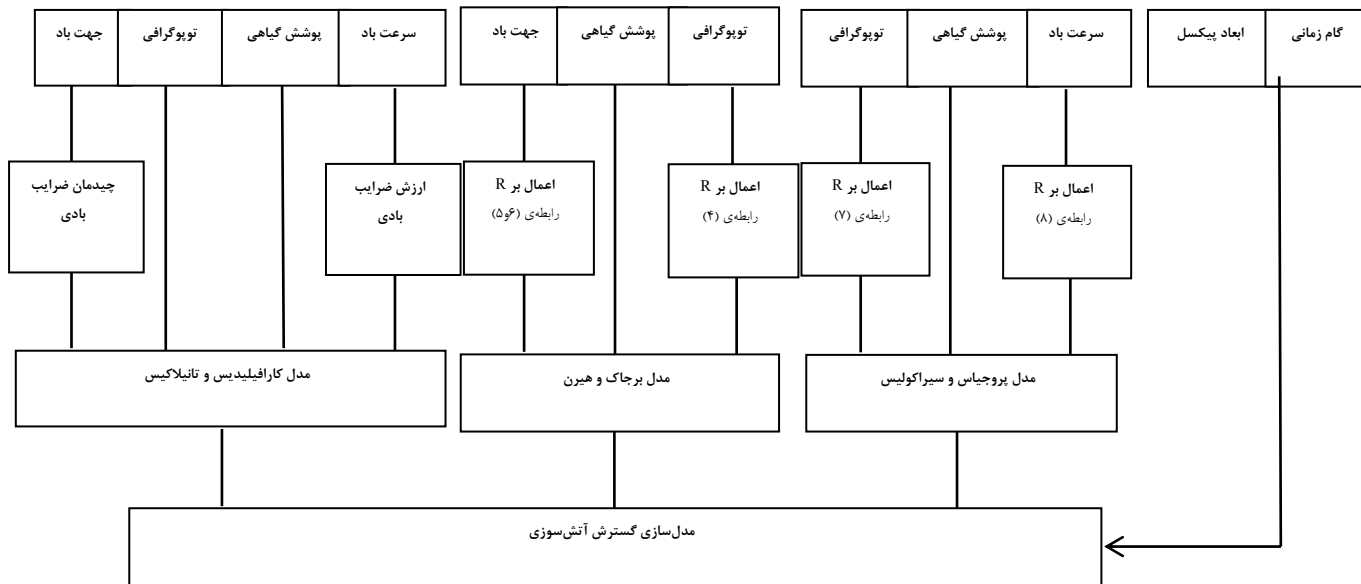 گام زمانی
ابعاد پیکسل
سرعت باد
پوشش گیاهی
توپوگرافی
توپوگرافی
پوشش گیاهی
جهت باد
سرعت باد
پوشش گیاهی
توپوگرافی
جهت باد
اعمال بر R
رابطه‌ی (۸)
اعمال بر R
رابطه‌ی (۷)
اعمال بر R
رابطه‌ی (۴)
اعمال بر R
رابطه‌ی (۵و۶)
ارزش ضرایب
بادی
چیدمان ضرایب
بادی
مدل پروجیاس و سیراکولیس
مدل برجاک و هیرن
مدل کارافیلیدیس و تانیلاکیس
مدل‌سازی گسترش آتش‌سوزی